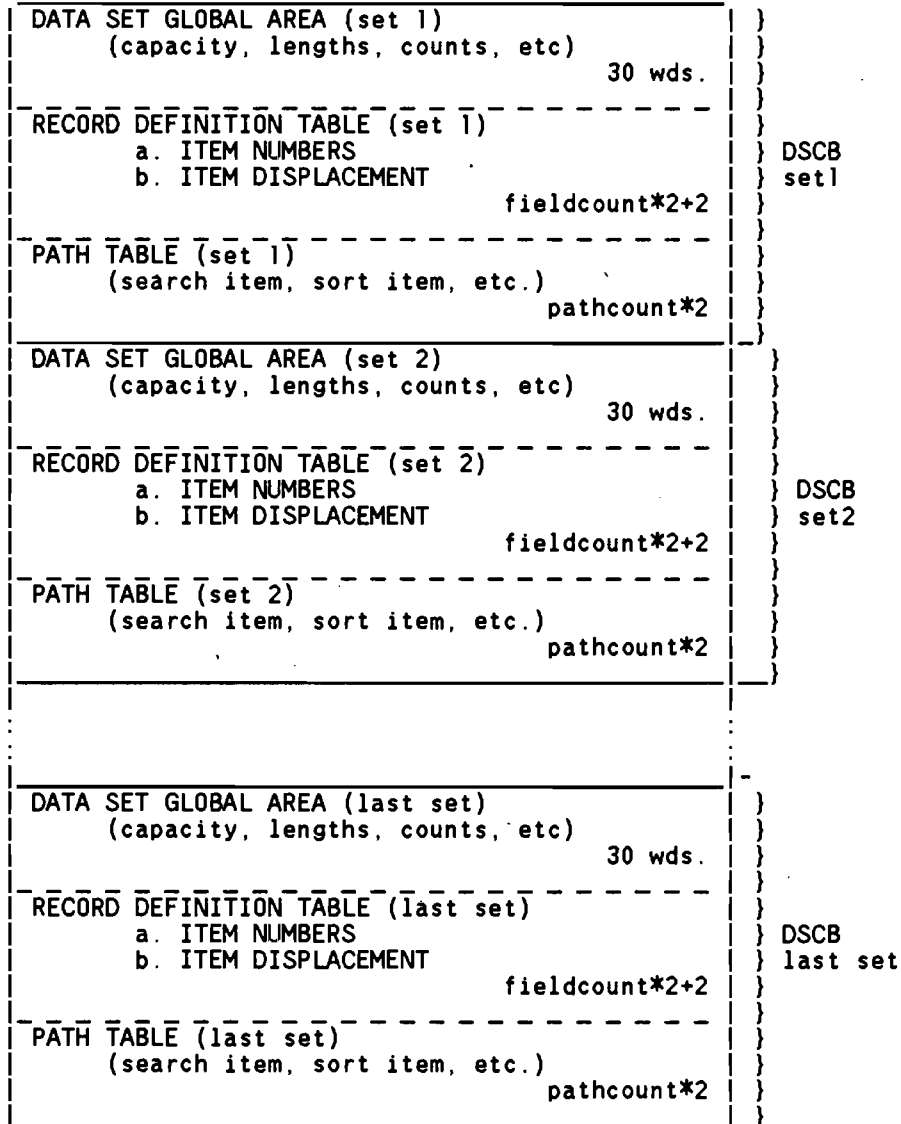 DATA SET GLOBAL AREA (set 1)
(capacity, lengths, counts, etc)
30 wds.
RECORD DEFINITION TABLE (set 1)
a. ITEM NUMBERS
b. ITEM DISPLACEMENT
fieldcount*2+2
DSCB
set1
PATH TABLE (set 1)
(search item, sort item, etc.)
pathcount*2
DATA SET GLOBAL AREA (set 2)
(capacity, lengths, counts, etc)
30 wds.
RECORD DEFINITION TABLE (set 2)
a. ITEM NUMBERS
b. ITEM DISPLACEMENT
fieldcount*2+2
DSCB
set2
PATH TABLE (set 2)
(search item, sort item, etc.)
pathcount*2
DATA SET GLOBAL AREA (last set)
(capacity, lengths, counts, etc)
30 wds.
RECORD DEFINITION TABLE (last set)
a. ITEM NUMBERS
b. ITEM DISPLACEMENT
fieldcount*2+2
DSCB
last set
PATH TABLE (last set)
(search item, sort item, etc.)
pathcount*2